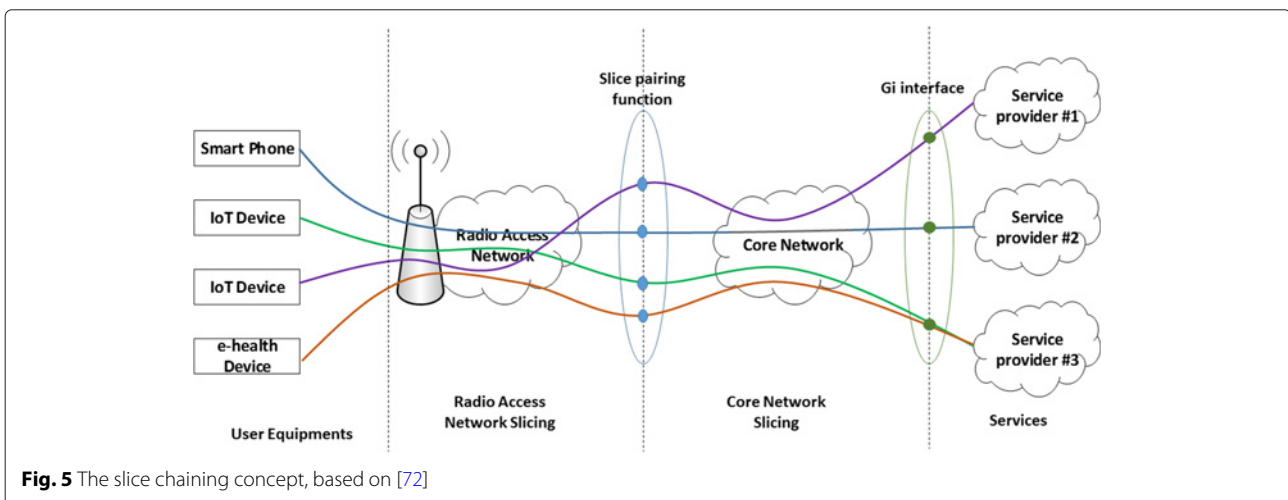 Slice pairing
function
Gi interface
Service
provider #1
Smart Phone
IoT Device
Radio Access
Network
Core Network
Service
provider #2
IoT Device
e-health
Device
Service
provider #3
Radio Access
Network Slicing
Core Network
Slicing
User Equipments
Services
Fig. 5 The slice chaining concept, based on [72]